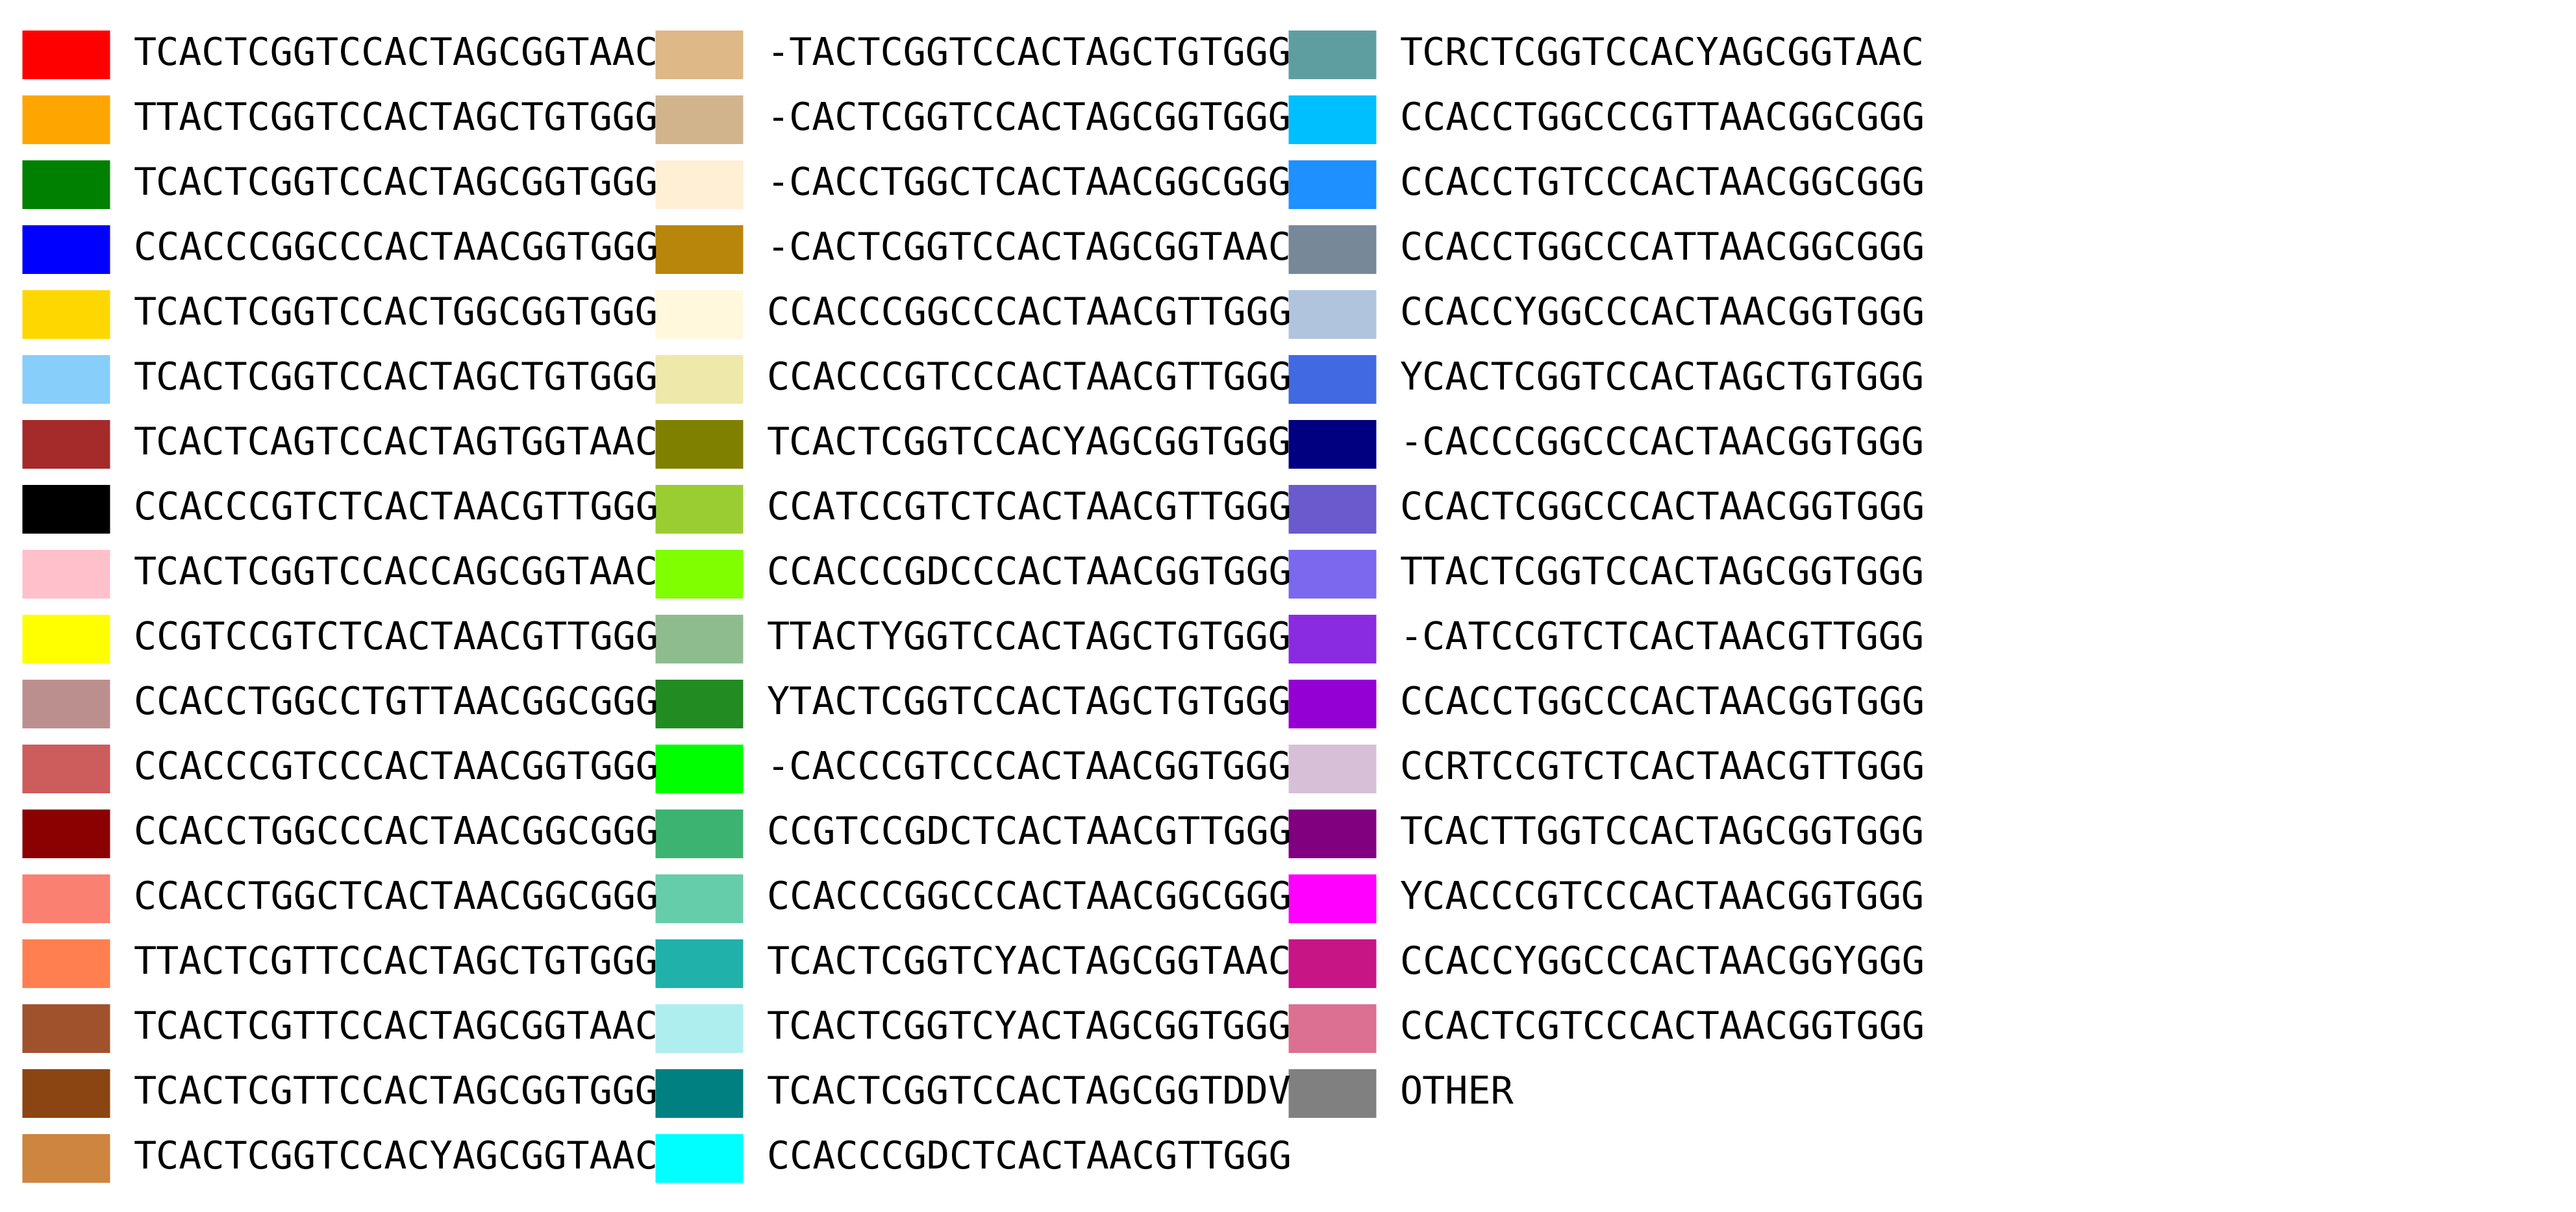 TCACTCGGTCCACTAGCGGTAAC
TTACTCGGTCCACTAGCTGTGGG
TCACTCGGTCCACTAGCGGTGGG
CCACCCGGCCCACTAACGGTGGG
TCACTCGGTCCACTGGCGGTGGG
TCACTCGGTCCACTAGCTGTGGG
TCACTCAGTCCACTAGTGGTAAC
CCACCCGTCTCACTAACGTTGGG
TCACTCGGTCCACCAGCGGTAAC
CCGTCCGTCTCACTAACGTTGGG
CCACCTGGCCTGTTAACGGCGGG
CCACCCGTCCCACTAACGGTGGG
CCACCTGGCCCACTAACGGCGGG
CCACCTGGCTCACTAACGGCGGG
TTACTCGTTCCACTAGCTGTGGG
TCACTCGTTCCACTAGCGGTAAC
TCACTCGTTCCACTAGCGGTGGG
TCACTCGGTCCACYAGCGGTAAC
-TACTCGGTCCACTAGCTGTGGG
-CACTCGGTCCACTAGCGGTGGG
-CACCTGGCTCACTAACGGCGGG
-CACTCGGTCCACTAGCGGTAAC
CCACCCGGCCCACTAACGTTGGG
CCACCCGTCCCACTAACGTTGGG
TCACTCGGTCCACYAGCGGTGGG
CCATCCGTCTCACTAACGTTGGG
CCACCCGDCCCACTAACGGTGGG
TTACTYGGTCCACTAGCTGTGGG
YTACTCGGTCCACTAGCTGTGGG
-CACCCGTCCCACTAACGGTGGG
CCGTCCGDCTCACTAACGTTGGG
CCACCCGGCCCACTAACGGCGGG
TCACTCGGTCYACTAGCGGTAAC
TCACTCGGTCYACTAGCGGTGGG
TCACTCGGTCCACTAGCGGTDDV
CCACCCGDCTCACTAACGTTGGG
TCRCTCGGTCCACYAGCGGTAAC
CCACCTGGCCCGTTAACGGCGGG
CCACCTGTCCCACTAACGGCGGG
CCACCTGGCCCATTAACGGCGGG
CCACCYGGCCCACTAACGGTGGG
YCACTCGGTCCACTAGCTGTGGG
-CACCCGGCCCACTAACGGTGGG
CCACTCGGCCCACTAACGGTGGG
TTACTCGGTCCACTAGCGGTGGG
-CATCCGTCTCACTAACGTTGGG
CCACCTGGCCCACTAACGGTGGG
CCRTCCGTCTCACTAACGTTGGG
TCACTTGGTCCACTAGCGGTGGG
YCACCCGTCCCACTAACGGTGGG
CCACCYGGCCCACTAACGGYGGG
CCACTCGTCCCACTAACGGTGGG
OTHER